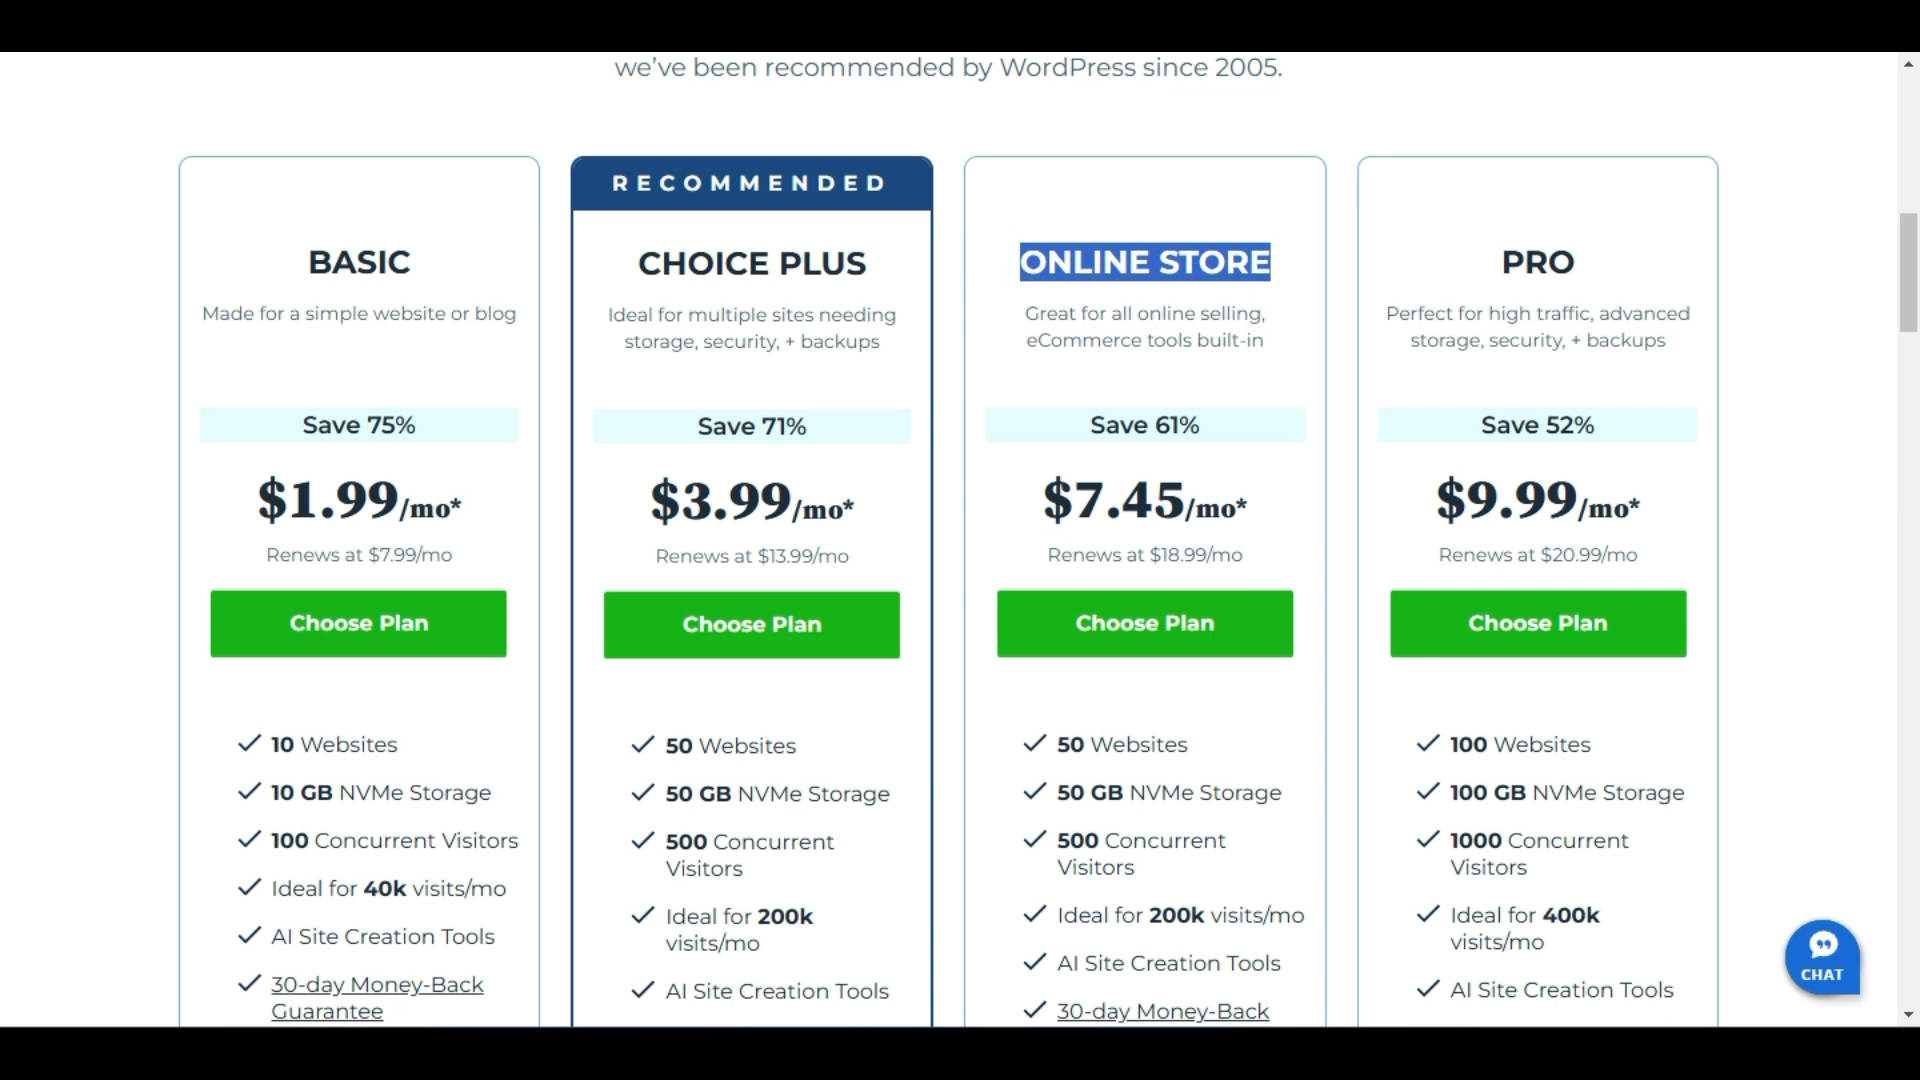 we’ve been recommended by WordPress since 2005.
BASIC
Made for a simple website or blog
Save 75%
$1.99/mo*
Renews at $7.99/mo
Choose Plan
10 Websites
10 GB NVMe Storage
100 Concurrent Visitors
Ideal for 40k visits/mo
AI Site Creation Tools
30-day Money-Back
Guarantee
RECOMMENDED
CHOICE PLUS
Ideal for multiple sites needing
storage, security, + backups
Save 71%
$3.99/mo*
Renews at $13.99/mo
Choose Plan
50 Websites
50 GB NVMe Storage
500 Concurrent
Visitors
Ideal for 200k
visits/mo
AI Site Creation Tools
ONLINE STORE
Great for all online selling,
eCommerce tools built-in
Save 61%
$7.45/mo*
Renews at $18.99/mo
Choose Plan
50 Websites
50 GB NVMe Storage
500 Concurrent
Visitors
Ideal for 200k visits/mo
AI Site Creation Tools
30-day Money-Back
PRO
Perfect for high traffic, advanced
storage, security, + backups
Save 52%
$9.99/mo*
Renews at $20.99/mo
Choose Plan
100 Websites
100 GB NVMe Storage
1000 Concurrent
Visitors
Ideal for 400k
visits/mo
AI Site Creation Tools
CHAT